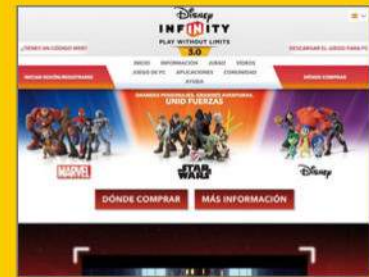 Disney
INFINITY
PLAY WITHOUT LIMITS
3.0
¿TIENES UN CÓDIGO WEB?
DESCARGAR EL JUEGO PARA PC
INICIO INFORMACIÓN JUEGO VÍDEOS
JUEGO DE PC APLICACIONES COMUNIDAD
AYUDA
INICIAR SESIÓN/REGISTRARSE
DÓNDE COMPRAR
GRANDES PERSONAJES. GRANDES AVENTURAS.
UNID FUERZAS
MARVEL
STAR WARS
Disney
DÓNDE COMPRAR
MÁS INFORMACIÓN